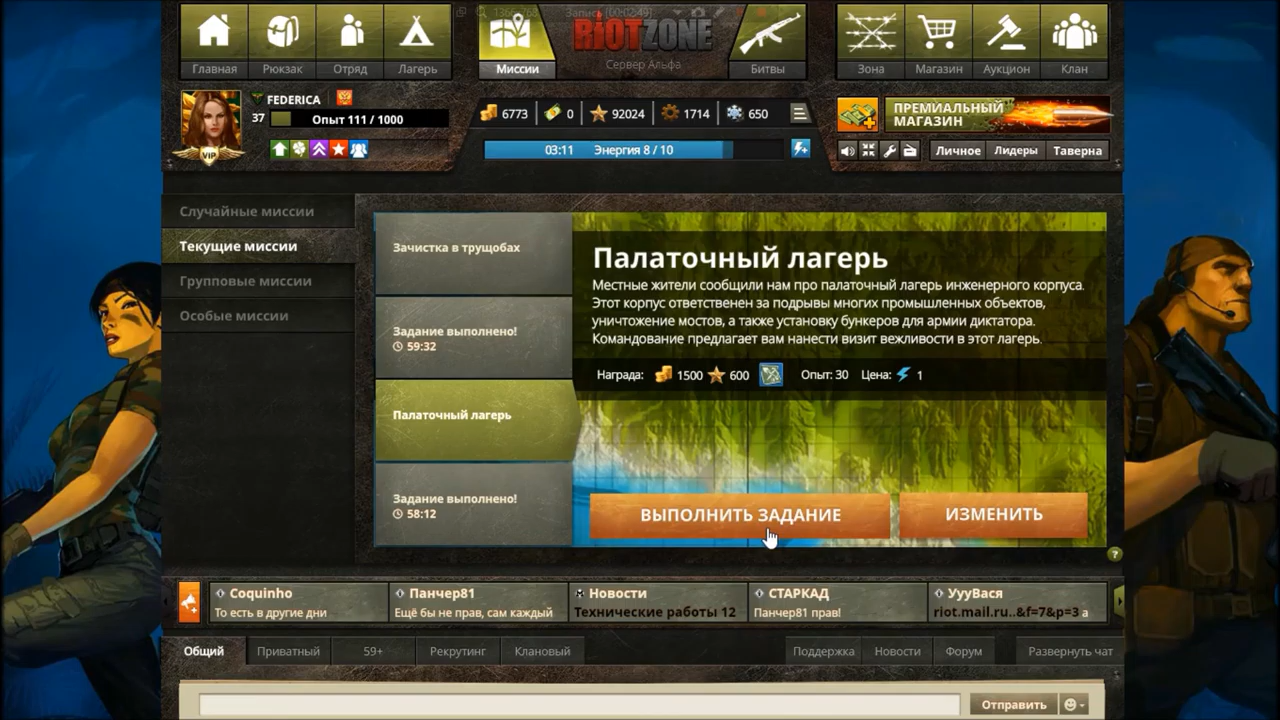 RIOTZONE
Сервер Альфа
Главная
Рюкзак
Отряд
Лагерь
Миссии
Битвы
Зона
Магазин
Аукцион
Клан
FEDERICA
37
Опыт 111 / 1000
VIP
6773
0
92024
1714
650
03:11 Энергия 8 / 10
ПРЕМИАЛЬНЫЙ
МАГАЗИН
Личное
Лидеры
Таверна
Случайные миссии
Текущие миссии
Групповые миссии
Особые миссии
Зачистка в трущобах
Задание выполнено!
59:32
Палаточный лагерь
Задание выполнено!
58:12
Палаточный лагерь
Местные жители сообщили нам про палаточный лагерь инженерного корпуса.
Этот корпус ответственен за подрывы многих промышленных объектов,
уничтожение мостов, а также установку бункеров для армии диктатора.
Командование предлагает вам нанести визит вежливости в этот лагерь.
Награда: 1500 600 Опыт: 30 Цена: 1
ВЫПОЛНИТЬ ЗАДАНИЕ
ИЗМЕНИТЬ
?
Coquinho
То есть в другие дни
Панчер81
Ещё бы не прав, сам каждый
Новости
Технические работы 12
СТАРКАД
Панчер81 прав!
УууВася
riot.mail.ru..&f=7&p=3 а
Общий
Приватный
59+
Рекрутинг
Клановый
Поддержка
Новости
Форум
Развернуть чат
Отправить